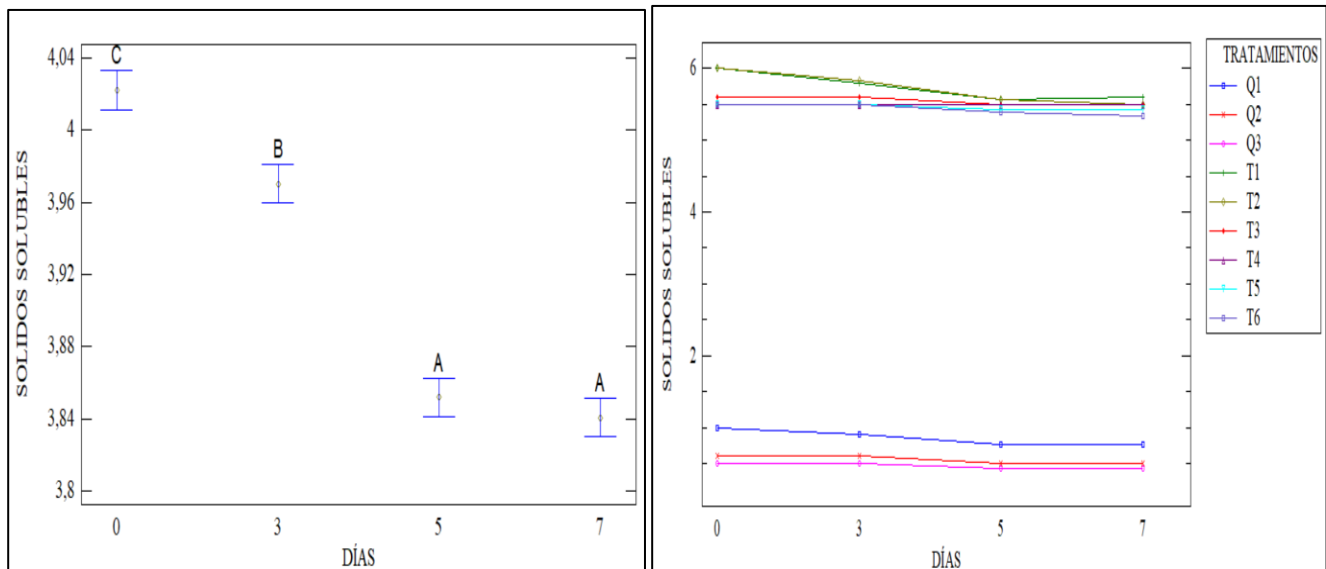 SOLIDOS SOLUBLES
4,04
4
3,96
3,92
3,88
3,84
3,8
C
B
A
A
0 3 5 7
DÍAS
SOLIDOS SOLUBLES
6
4
2
0 3 5 7
DÍAS
TRATAMIENTOS
Q1
Q2
Q3
T1
T2
T3
T4
T5
T6